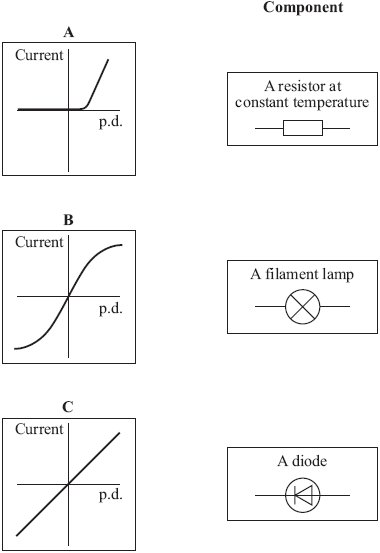 Component
A
Current
p.d.
A resistor at
constant temperature
B
Current
p.d.
A filament lamp
C
Current
p.d.
A diode